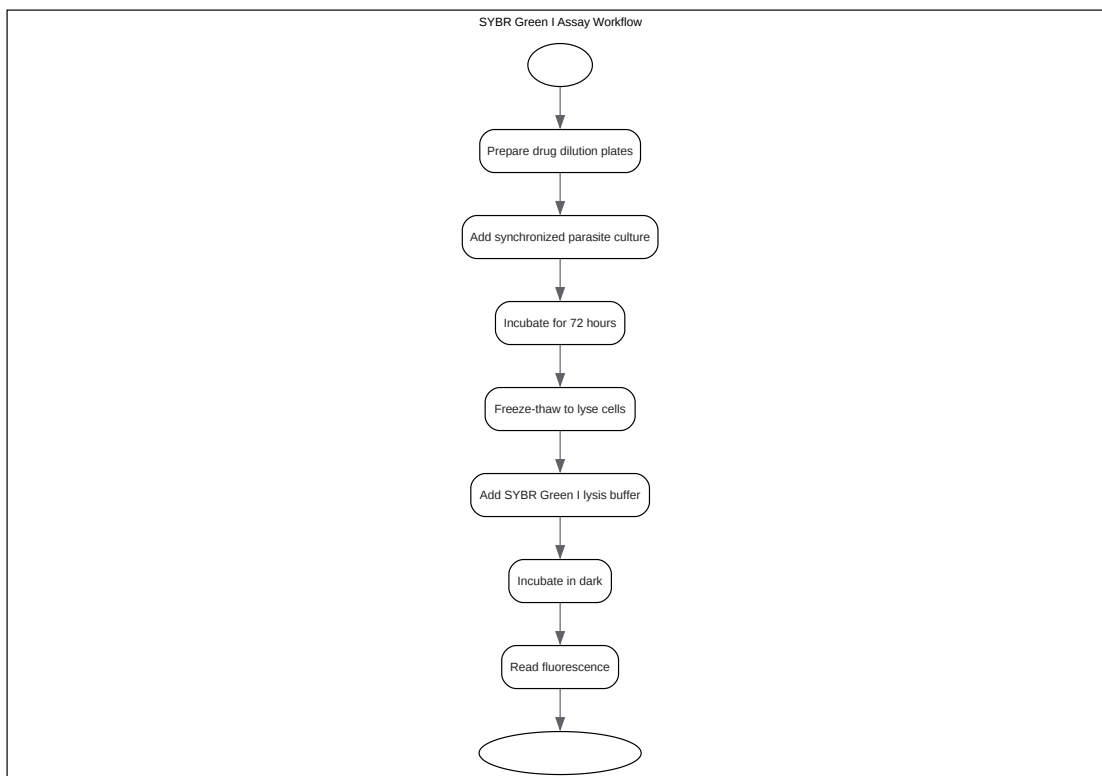 SYBR Green I Assay Workflow
Prepare drug dilution plates
Add synchronized parasite culture
Incubate for 72 hours
Freeze-thaw to lyse cells
Add SYBR Green I lysis buffer
Incubate in dark
Read fluorescence